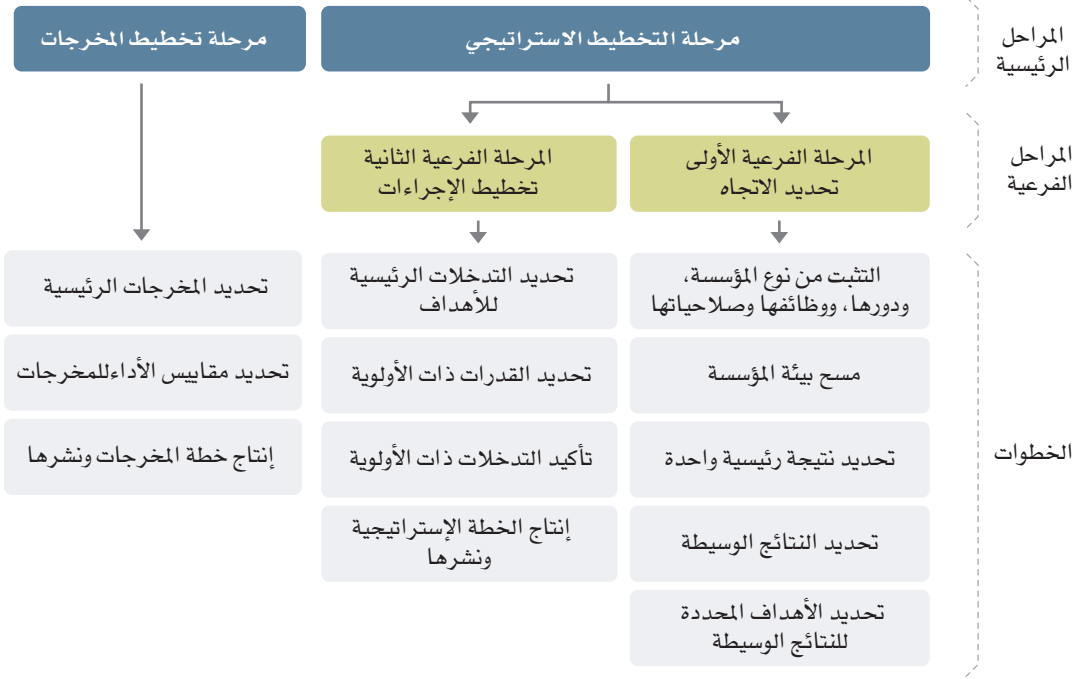 المراحل
الرئيسية
مرحلة التخطيط الاستراتيجي
مرحلة تخطيط المخرجات
المراحل
الفرعية
المرحلة الفرعية الأولى
تحديد الاتجاه
المرحلة الفرعية الثانية
تخطيط الإجراءات
الخطوات
التثبت من نوع المؤسسة،
ودورها، ووظائفها وصلاحياتها
مسح بيئة المؤسسة
تحديد نتيجة رئيسية واحدة
تحديد النتائج الوسيطة
تحديد الأهداف المحددة
للنتائج الوسيطة
تحديد التدخلات الرئيسية
للأهداف
تحديد القدرات ذات الأولوية
تأكيد التدخلات ذات الأولوية
إنتاج الخطة الإستراتيجية
ونشرها
تحديد المخرجات الرئيسية
تحديد مقاييس الأداءللمخرجات
إنتاج خطة المخرجات ونشرها